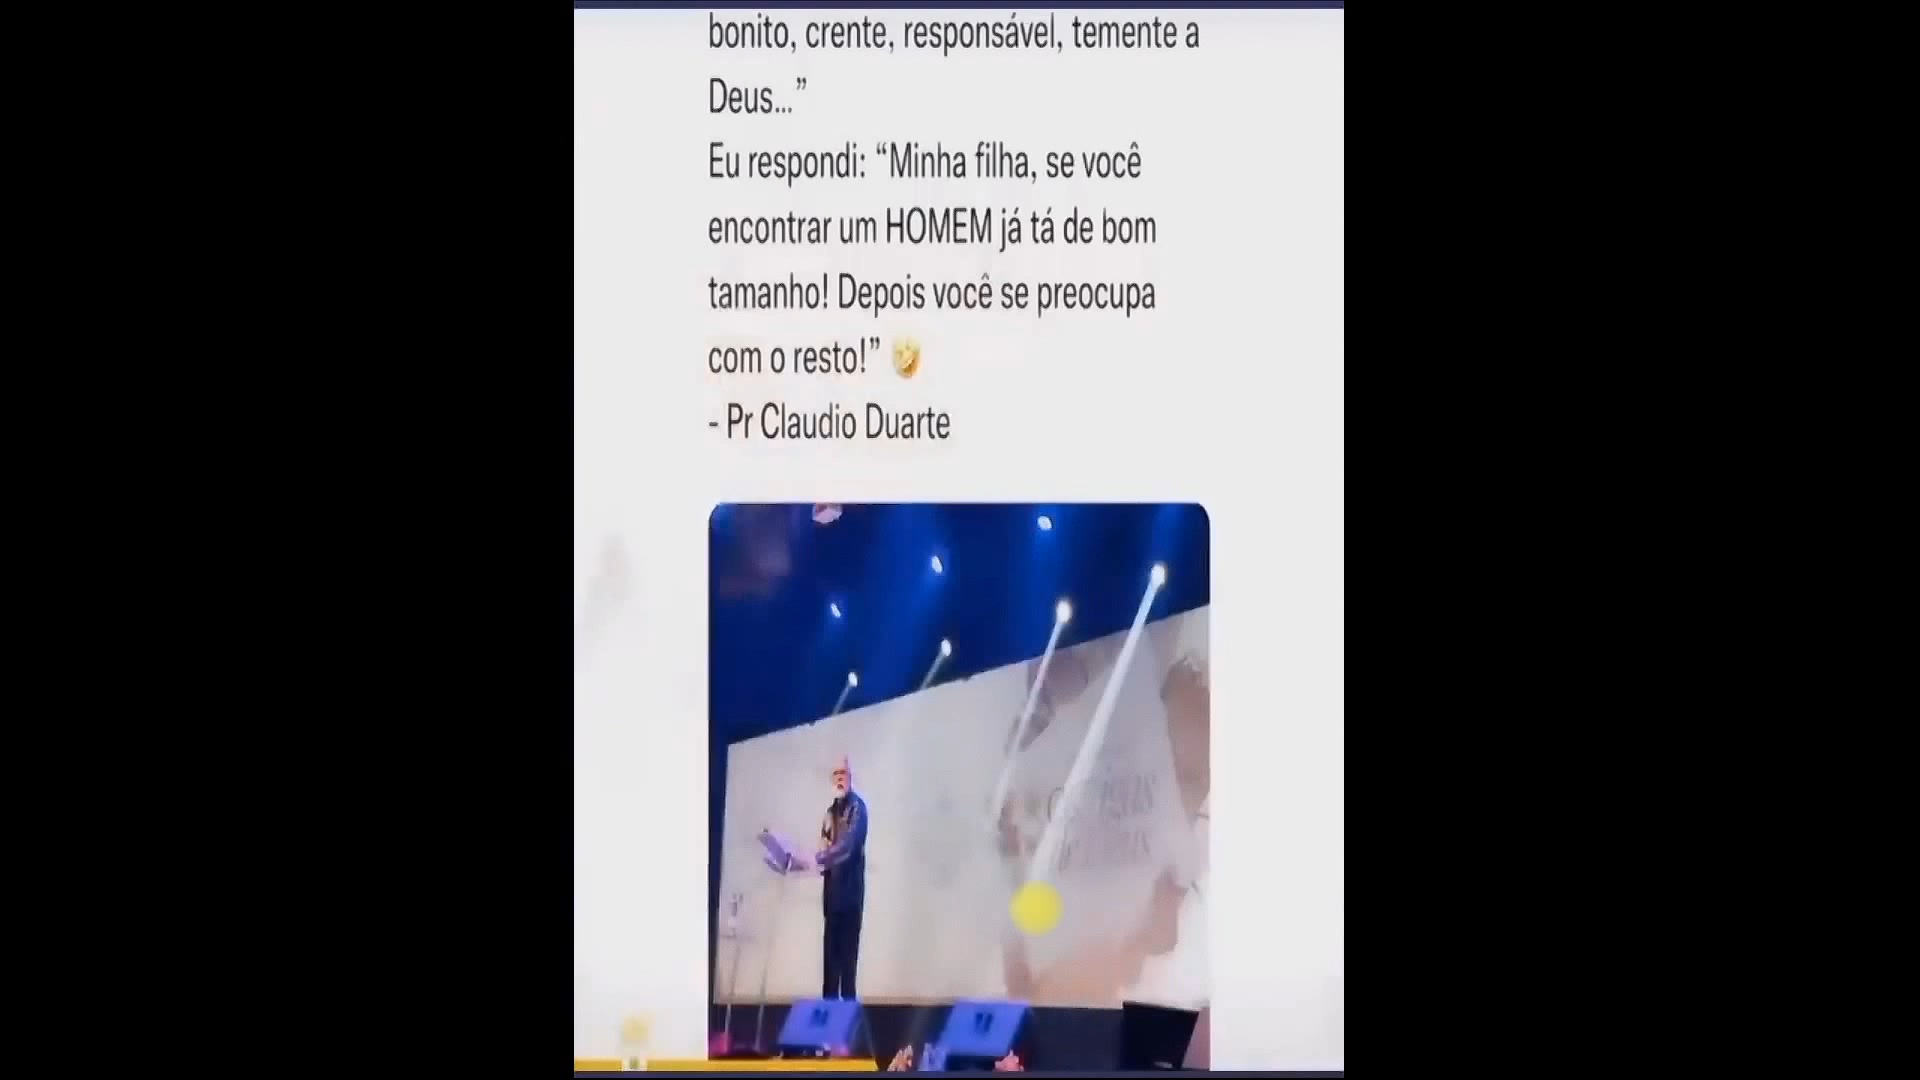 bonito, crente, responsável, temente a
Deus...”
Eu respondi: “Minha filha, se você
encontrar um HOMEM já tá de bom
tamanho! Depois você se preocupa
com o resto!” 🤣
- Pr Claudio Duarte